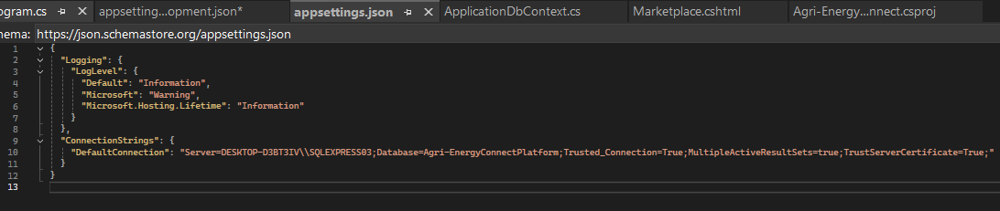 ogram.cs appsetting...opment.json* appsettings.json ApplicationDbContext.cs Marketplace.cshtml Agri-Energy...nnect.csproj
hema: https://json.schemastore.org/appsettings.json
1 {
2 "Logging": {
3 "LogLevel": {
4 "Default": "Information",
5 "Microsoft": "Warning",
6 "Microsoft.Hosting.Lifetime": "Information"
7 }
8 },
9 "ConnectionStrings": {
10 "DefaultConnection": "Server=DESKTOP-D3BT3IV\\SQLEXPRESS03;Database=Agri-EnergyConnectPlatform;Trusted_Connection=True;MultipleActiveResultSets=true;TrustServerCertificate=True;"
11 }
12 }
13